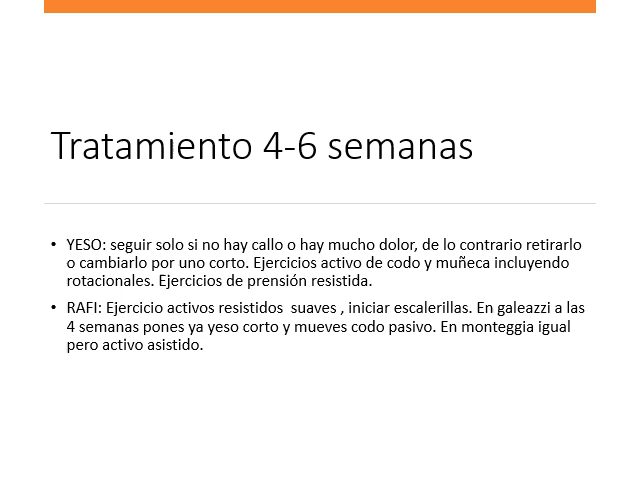 Tratamiento 4-6 semanas
• YESO: seguir solo si no hay callo o hay mucho dolor, de lo contrario retirarlo
o cambiarlo por uno corto. Ejercicios activo de codo y muñeca incluyendo
rotacionales. Ejercicios de prensión resistida.
• RAFI: Ejercicio activos resistidos  suaves , iniciar escalerillas. En galeazzi a las
4 semanas pones ya yeso corto y mueves codo pasivo. En monteggia igual
pero activo asistido.